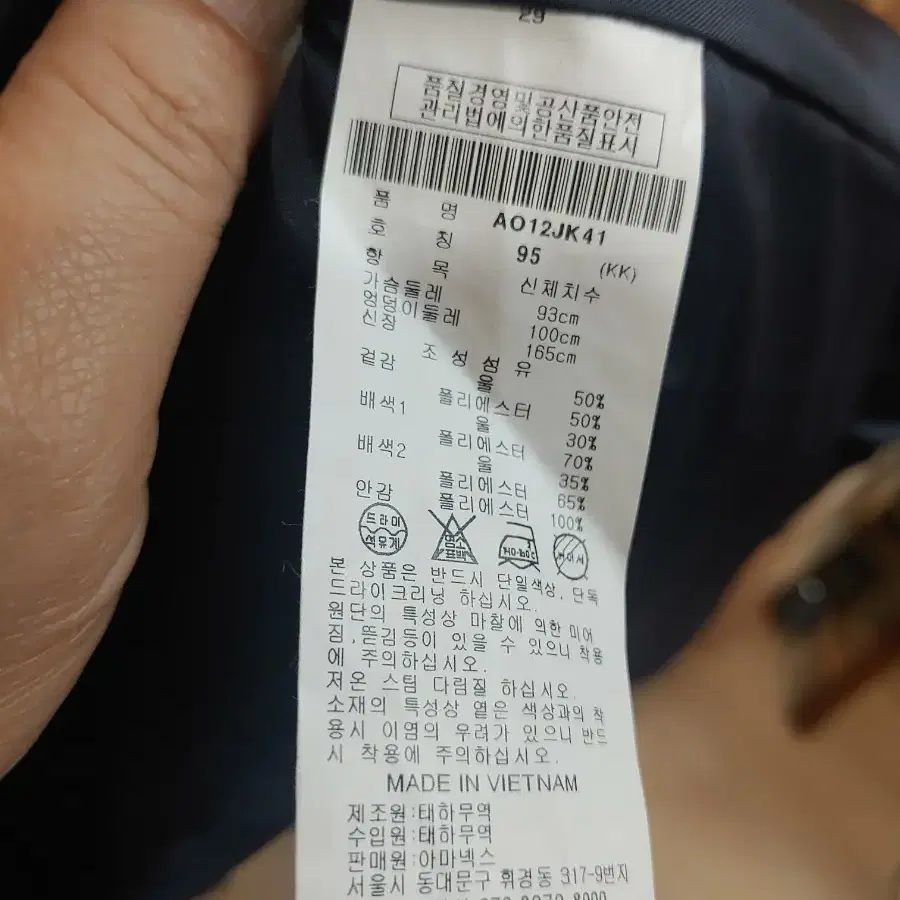 29
품질경영및공산품안전
관리법에의한품질표시
품 명 AO12JK41
호 칭 95 (KK)
항 목 신체치수
가슴둘레 93cm
엉덩이둘레 100cm
신장 165cm
겉감 조성섬유
울 50%
폴리에스터 50%
배색1 울 30%
폴리에스터 70%
배색2 울 35%
폴리에스터 65%
안감 폴리에스터 100%
드라이 석유계
염소 표백
본 상품은 반드시 단일색상, 단독
드라이크리닝 하십시오.
원단의 특성상 마찰에 의한 미어
짐,뜯김등이 있을 수 있으니 착용
에 주의하십시오.
저온 스팀 다림질 하십시오.
소재의 특성상 옅은 색상과의 착
용시 이염의 우려가 있으니 반드
시 착용에 주의하십시오.
MADE IN VIETNAM
제조원:태하무역
수입원:태하무역
판매원:아마넥스
서울시 동대문구 휘경동 317-9번지